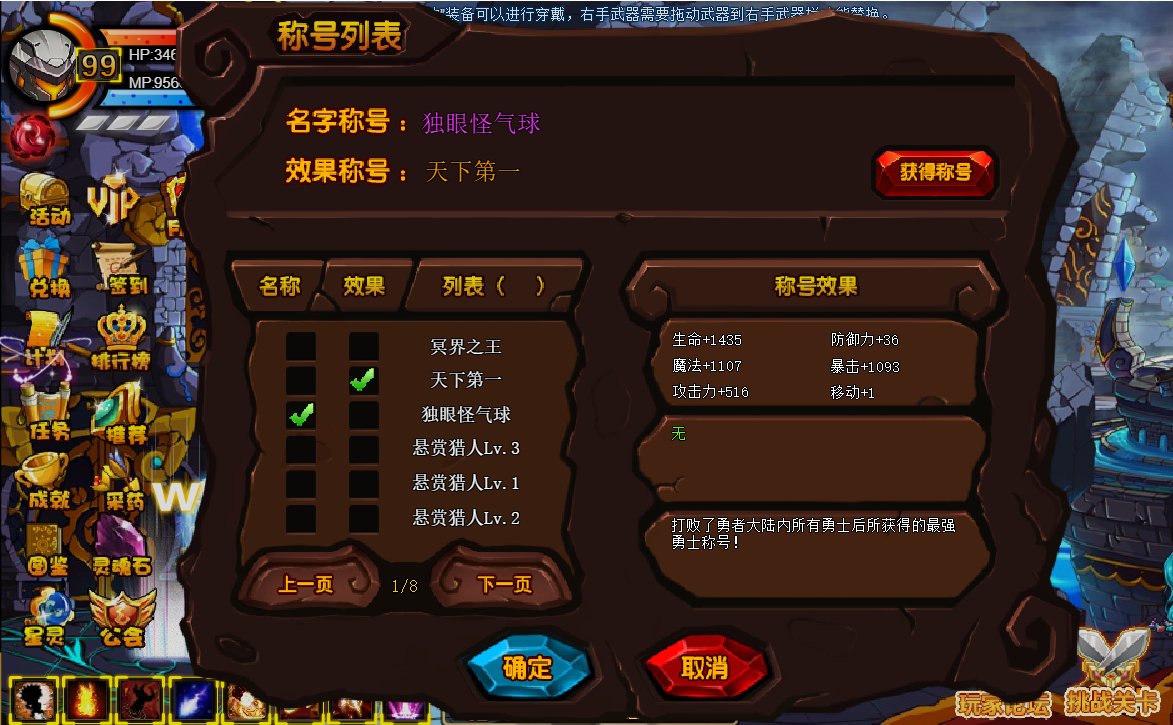 装备可以进行穿戴，右手武器需要拖动武器到右手武器
称号列表
99
HP:346
MP:956
名字称号：独眼怪气球
效果称号：天下第一
获得称号
活动
VIP
兑换
签到
计划
排行榜
任务
推荐
成就
采药
W
图鉴
灵魂石
星灵
公会
名称
效果
列表（ ）
冥界之王
天下第一
独眼怪气球
悬赏猎人Lv.3
悬赏猎人Lv.1
悬赏猎人Lv.2
上一页
1/8
下一页
称号效果
生命+1435
防御力+36
魔法+1107
暴击+1093
攻击力+516
移动+1
无
打败了勇者大陆内所有勇士后所获得的最强
勇士称号！
确定
取消
玩家论坛
挑战关卡